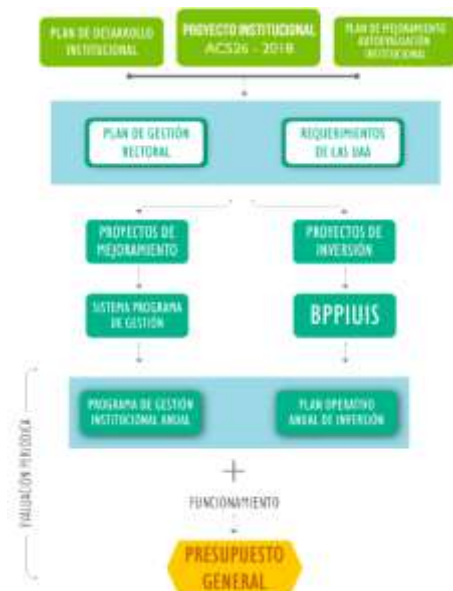 PLAN DE DESARROLLO
INSTITUCIONAL
PROYECTO INSTITUCIONAL
AC526 - 2018
PLAN DE MEJORAMIENTO
AUTOEVALUACIÓN
INSTITUCIONAL
PLAN DE GESTIÓN
RECTORAL
REQUERIMIENTOS
DE LAS UAA
PROYECTOS DE
MEJORAMIENTO
PROYECTOS DE
INVERSIÓN
SISTEMA PROGRAMA
DE GESTIÓN
BPPIUIS
EVALUACIÓN PERIÓDICA
PROGRAMA DE GESTIÓN
INSTITUCIONAL ANUAL
PLAN OPERATIVO
ANUAL DE INVERSIÓN
+
FUNCIONAMIENTO
PRESUPUESTO
GENERAL